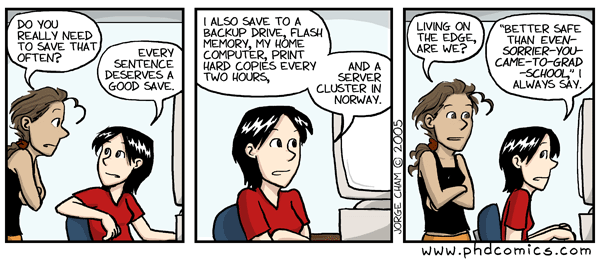 DO YOU
REALLY NEED
TO SAVE THAT
OFTEN?
EVERY
SENTENCE
DESERVES A
GOOD SAVE.
I ALSO SAVE TO A
BACKUP DRIVE, FLASH
MEMORY, MY HOME
COMPUTER, PRINT
HARD COPIES EVERY
TWO HOURS,
AND A
SERVER
CLUSTER IN
NORWAY.
JORGE CHAM © 2005
LIVING ON
THE EDGE,
ARE WE?
"BETTER SAFE
THAN EVEN-
SORRIER-YOU-
CAME-TO-GRAD
-SCHOOL," I
ALWAYS SAY.
www.phdcomics.com